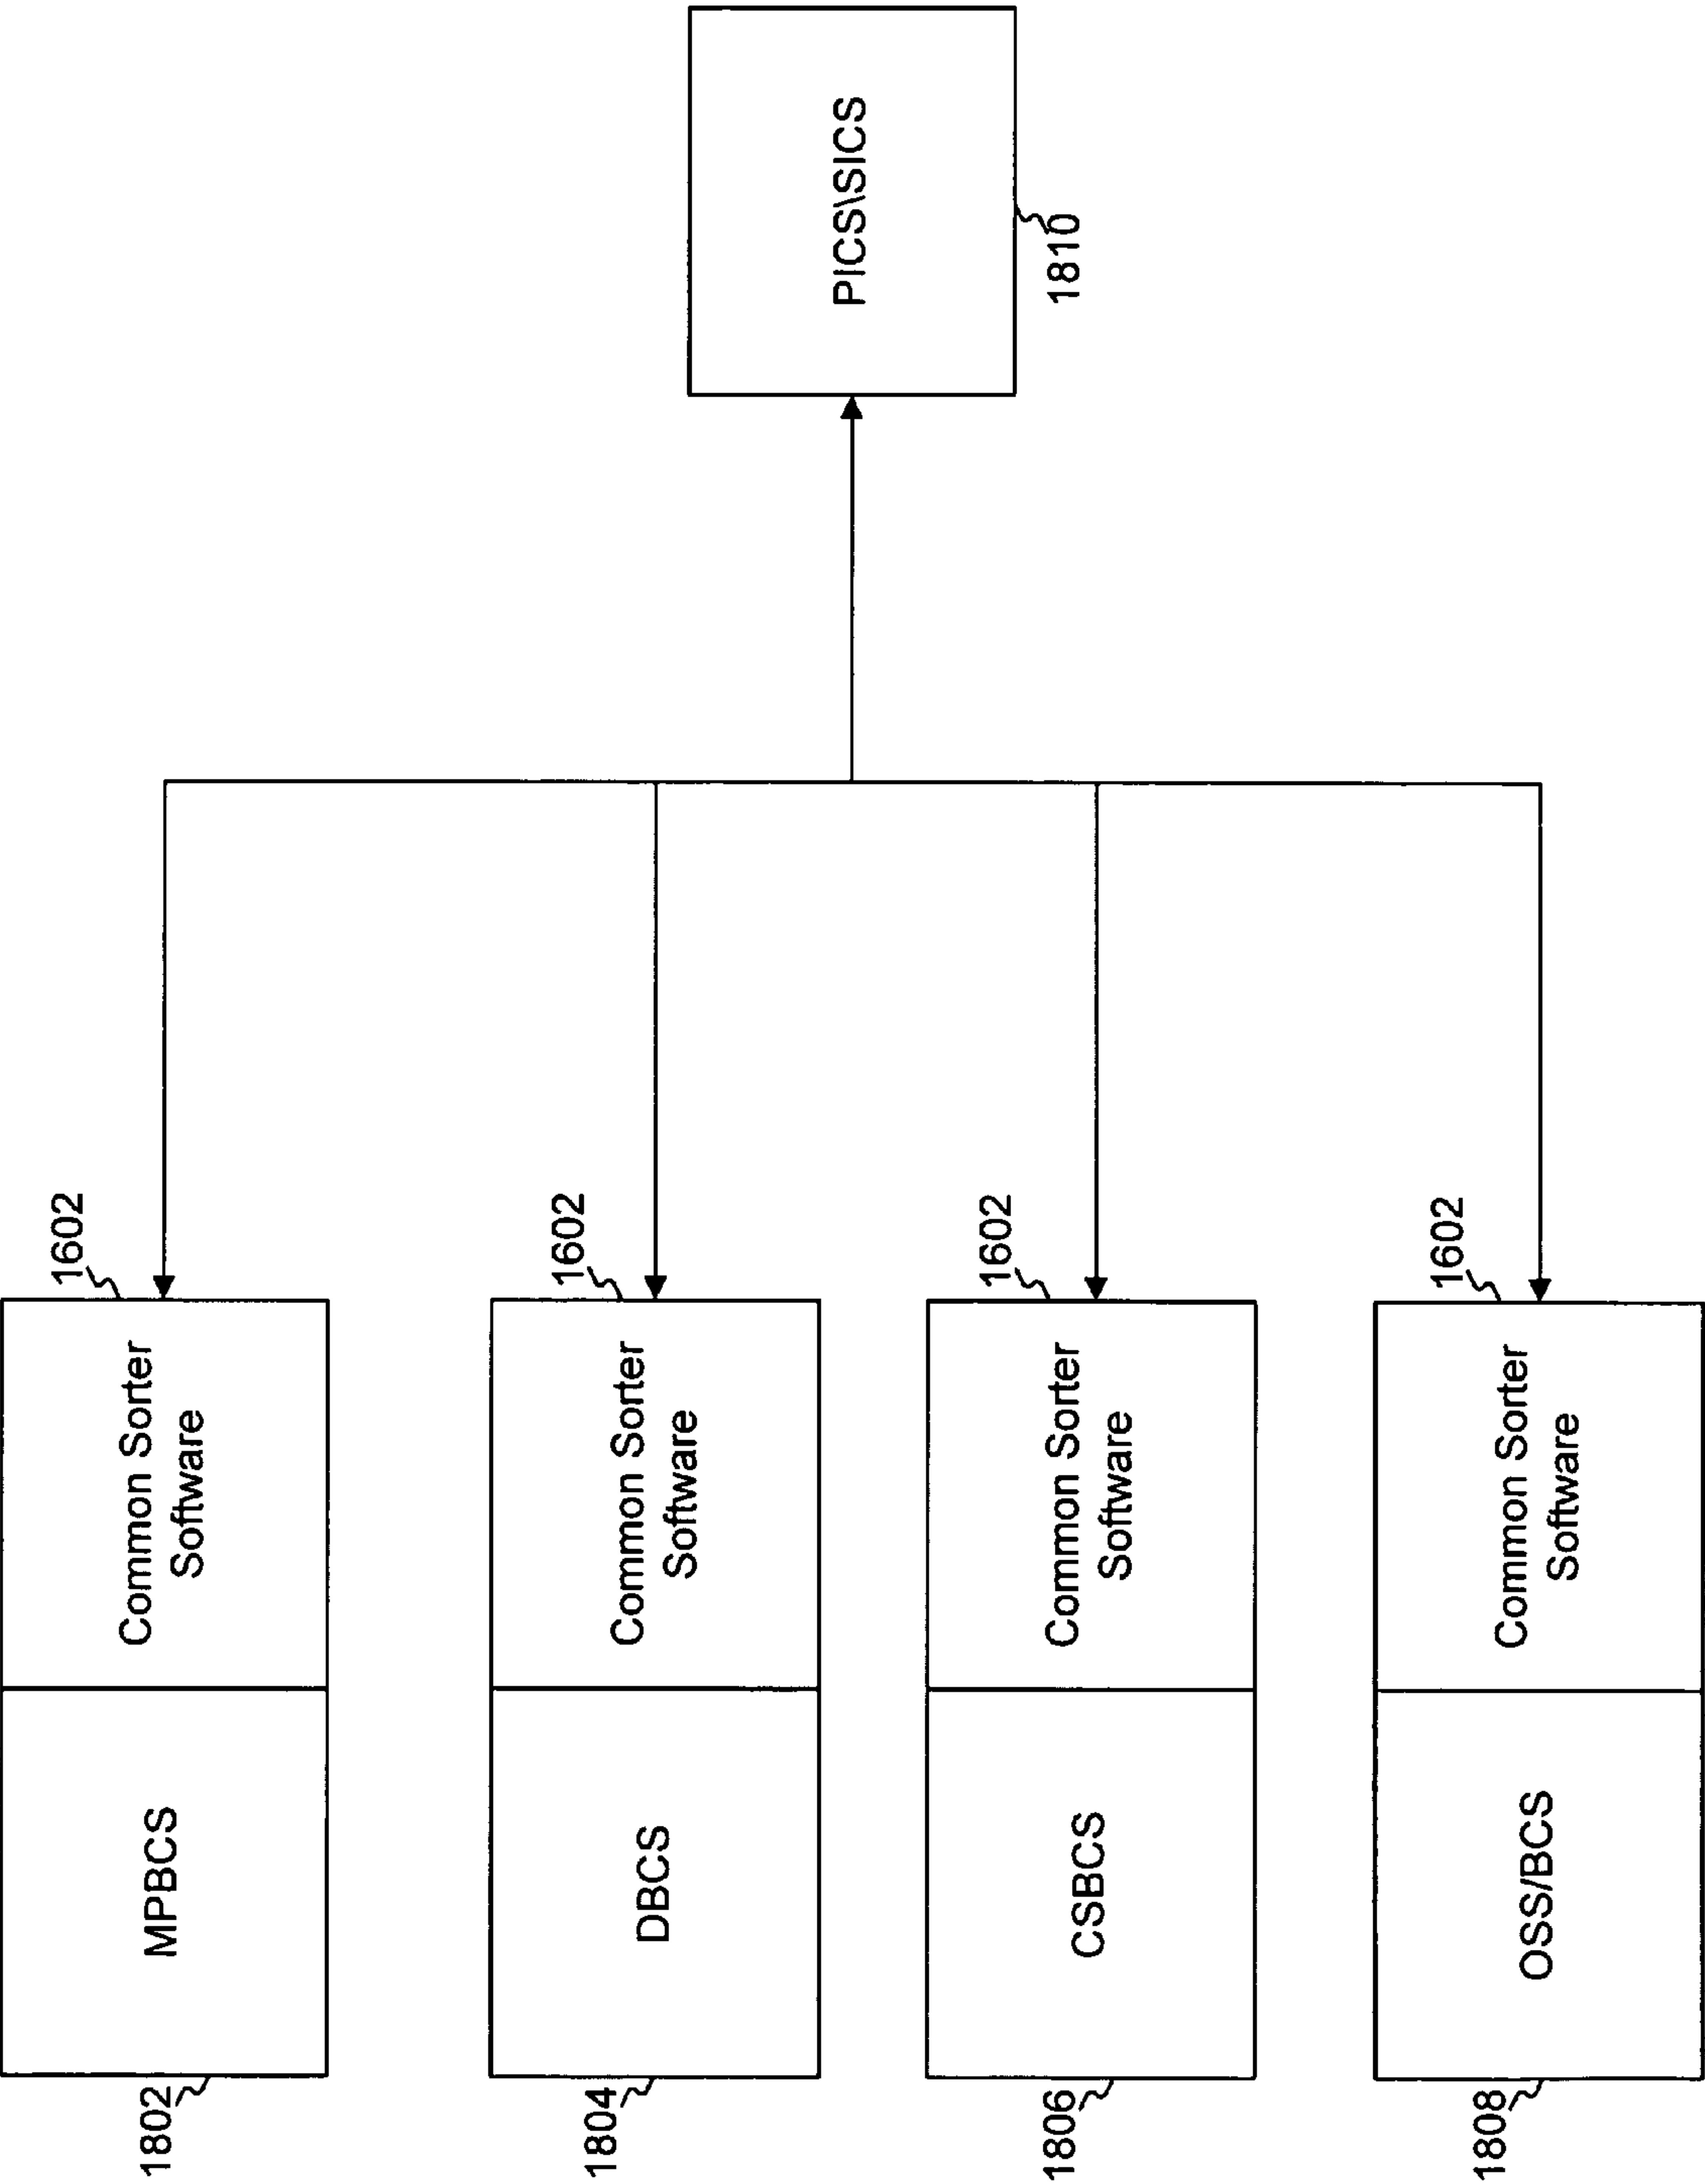 PICS\SICS
1810
1602
1602
1602
1602
Common Sorter
Software
Common Sorter
Software
Common Sorter
Software
Common Sorter
Software
MPBCS
DBCS
CSBCS
OSS/BCS
1802
1804
1806
1808